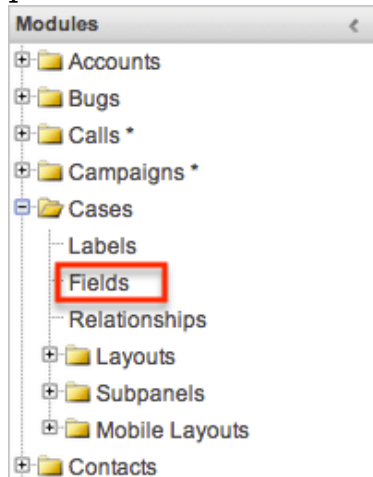 Modules
Accounts
Bugs
Calls *
Campaigns *
Cases
Labels
Fields
Relationships
Layouts
Subpanels
Mobile Layouts
Contacts